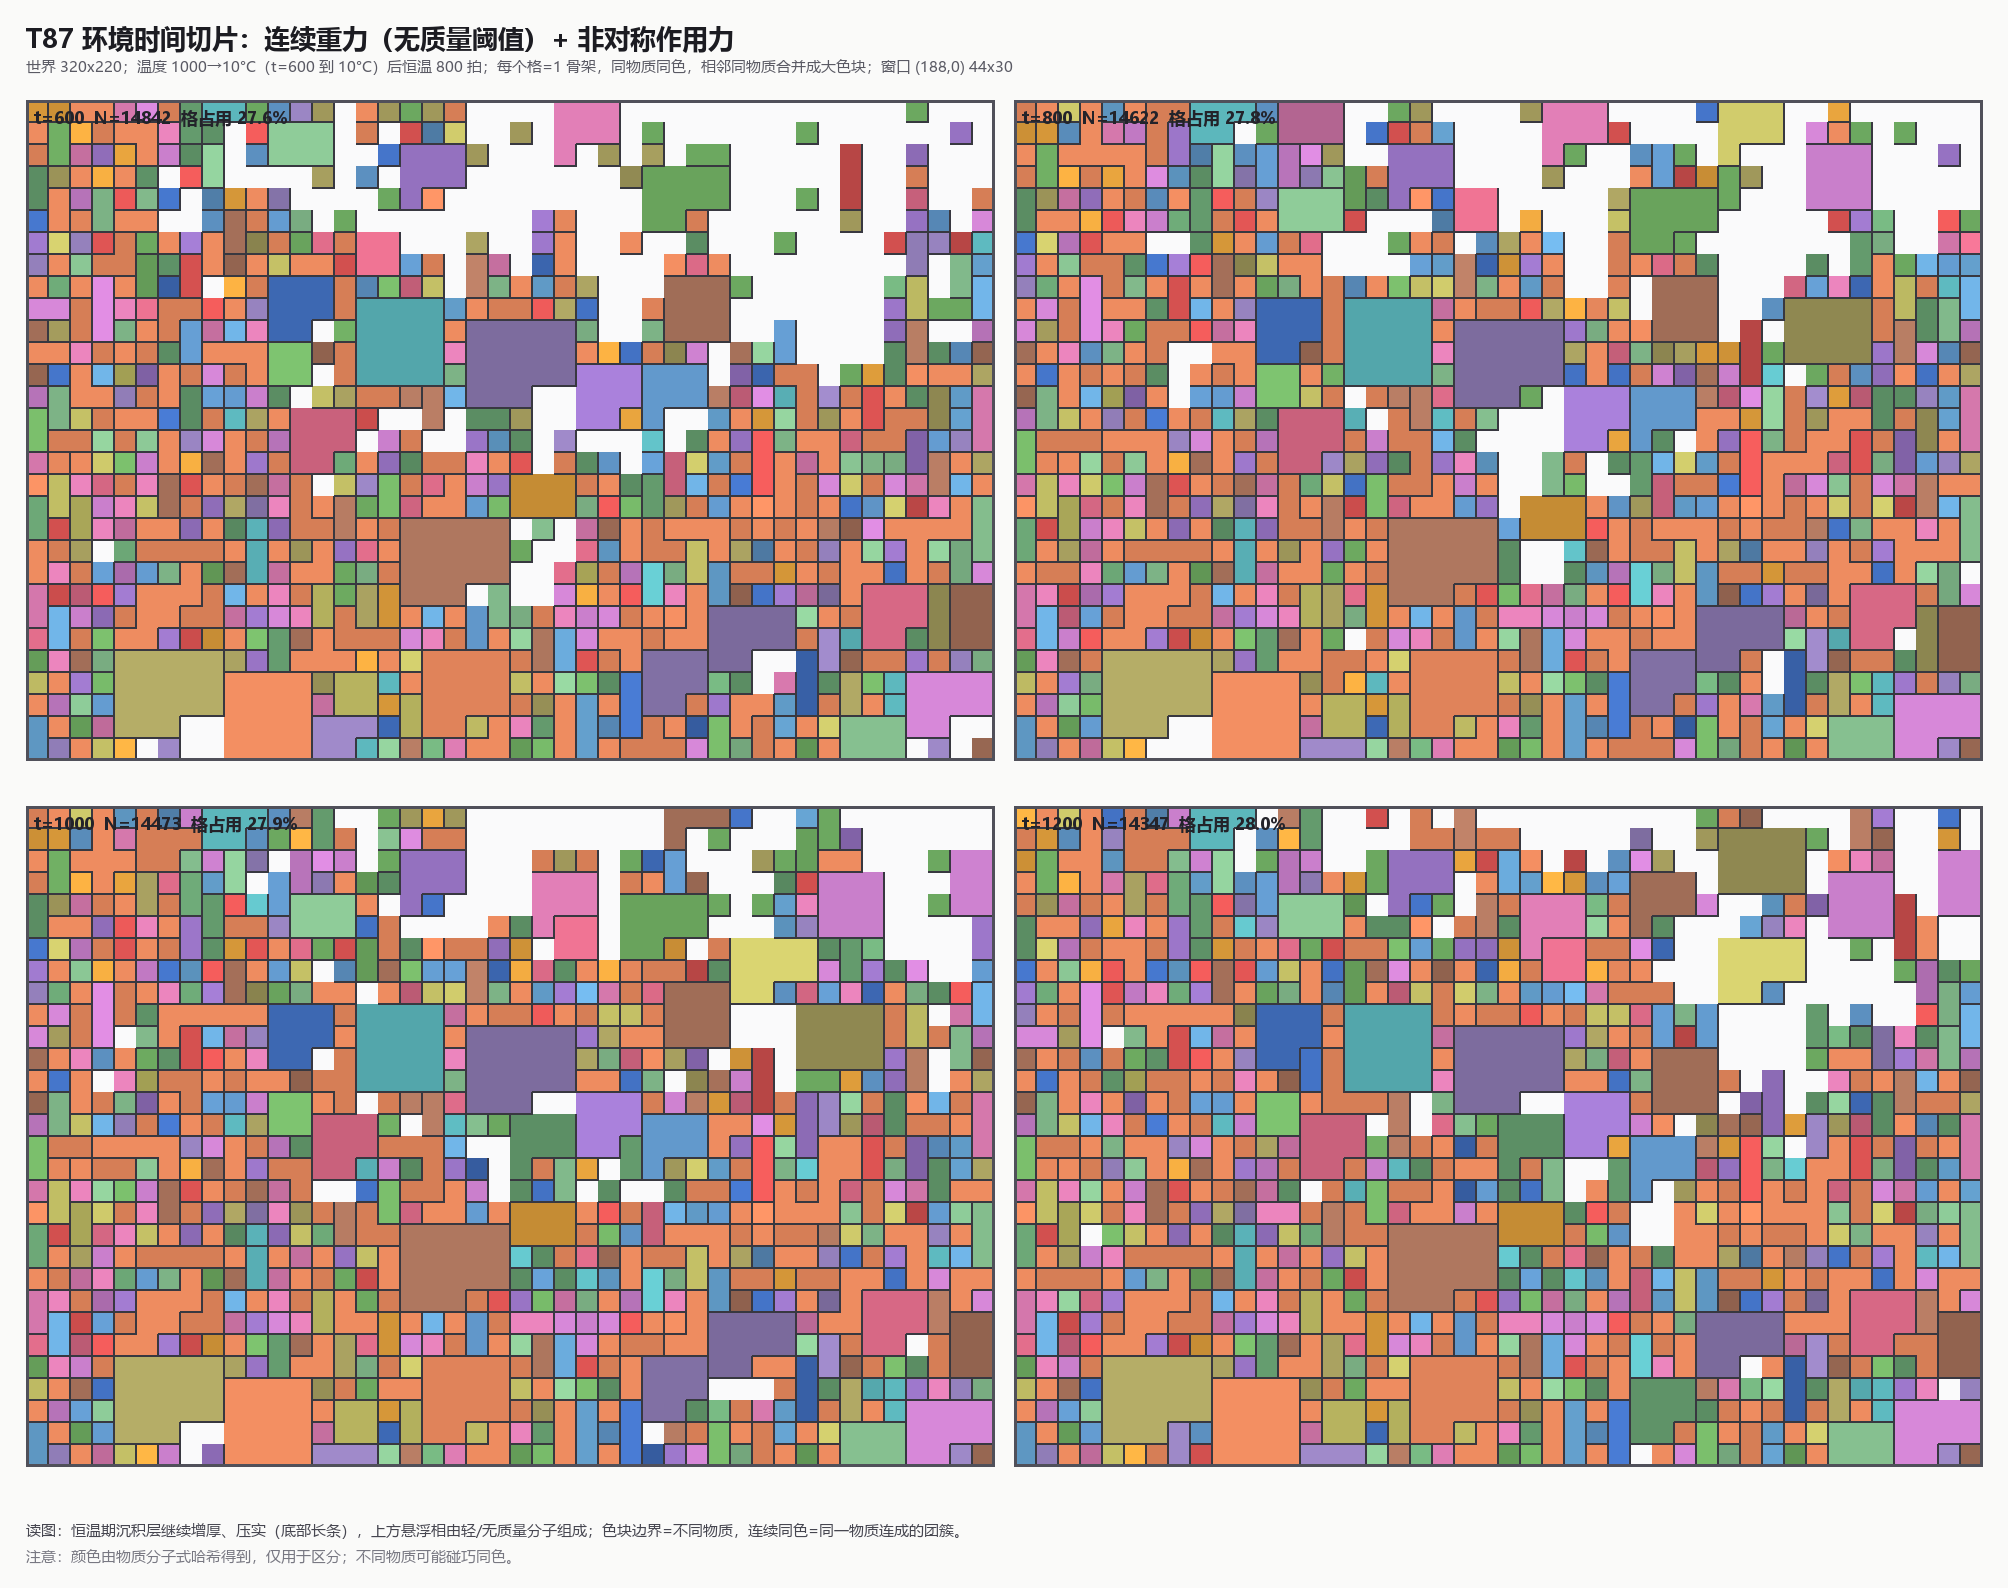 T87 环境时间切片：连续重力（无质量阈值）+ 非对称作用力
世界 320x220；温度 1000→10°C（t=600 到 10°C）后恒温 800 拍；每个格=1 骨架，同物质同色，相邻同物质合并成大色块；窗口 (188,0) 44x30
t=600 N=14842 格占用 27.6%
t=800 N=14622 格占用 27.8%
t=1000 N=14473 格占用 27.9%
t=1200 N=14347 格占用 28.0%
读图：恒温期沉积层继续增厚、压实（底部长条），上方悬浮相由轻/无质量分子组成；色块边界=不同物质，连续同色=同一物质连成的团簇。
注意：颜色由物质分子式哈希得到，仅用于区分；不同物质可能碰巧同色。